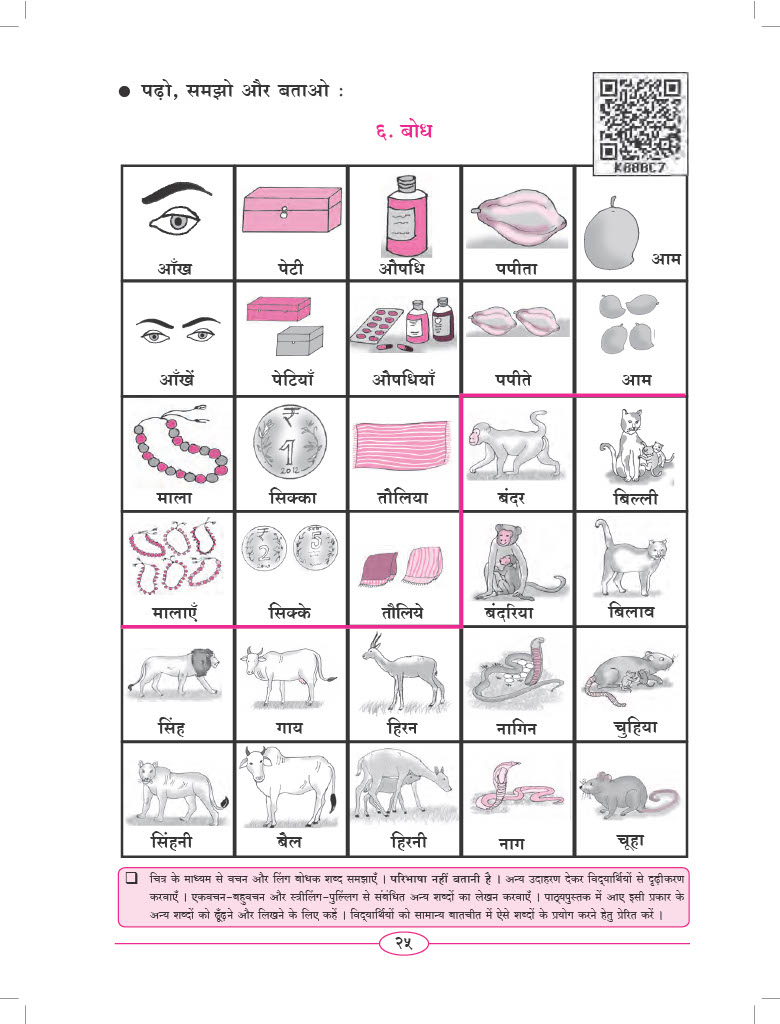 ● पढ़ो, समझो और बताओ :
K88BC7
६. बोध
आँख पेटी औषधि पपीता आम
आँखें पेटियाँ औषधियाँ पपीते आम
₹ 1 2012
माला सिक्का तौलिया बंदर बिल्ली
₹ 2 5
मालाएँ सिक्के तौलिये बंदरिया बिलाव
सिंह गाय हिरन नागिन चुहिया
सिंहनी बैल हिरनी नाग चूहा
❑ चित्र के माध्यम से वचन और लिंग बोधक शब्द समझाएँ । परिभाषा नहीं बतानी है । अन्य उदाहरण देकर विद्यार्थियों से दृढ़ीकरण
करवाएँ । एकवचन-बहुवचन और स्त्रीलिंग-पुल्लिंग से संबंधित अन्य शब्दों का लेखन करवाएँ । पाठ्यपुस्तक में आए इसी प्रकार के
अन्य शब्दों को ढूँढ़ने और लिखने के लिए कहें । विद्यार्थियों को सामान्य बातचीत में ऐसे शब्दों के प्रयोग करने हेतु प्रेरित करें ।
२५